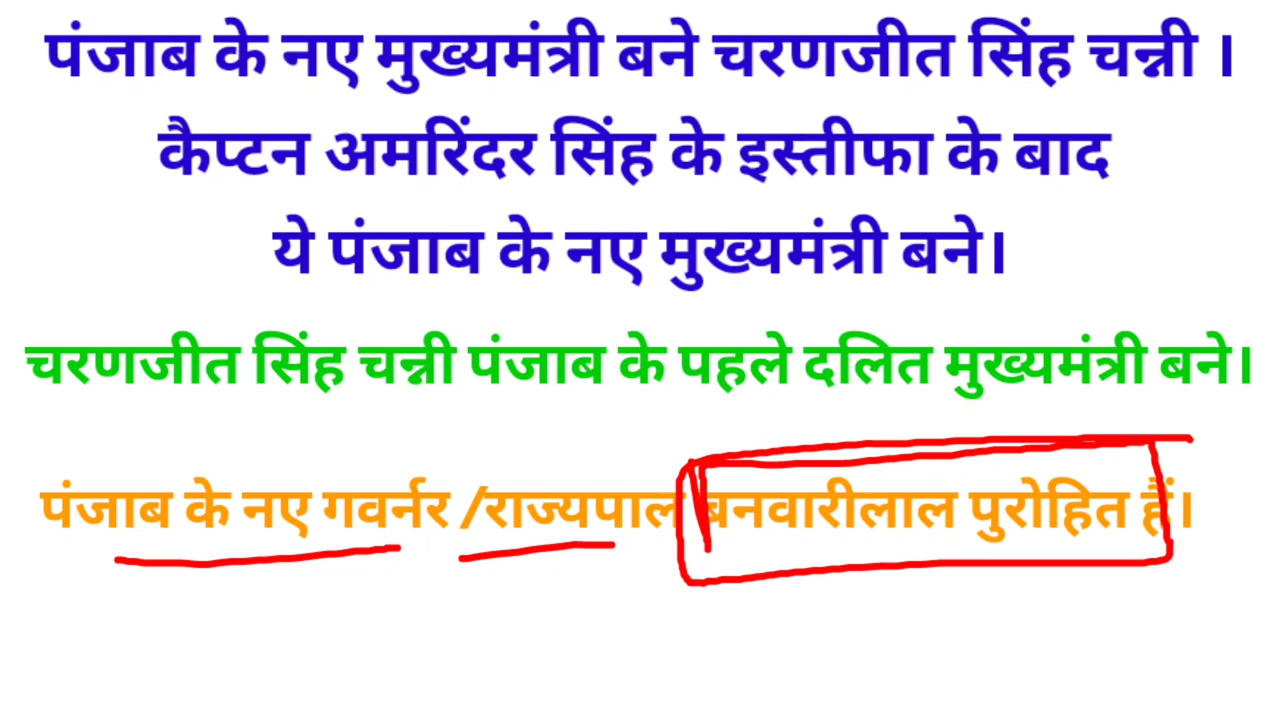 पंजाब के नए मुख्यमंत्री बने चरणजीत सिंह चन्नी ।
कैप्टन अमरिंदर सिंह के इस्तीफा के बाद
ये पंजाब के नए मुख्यमंत्री बने।
चरणजीत सिंह चन्नी पंजाब के पहले दलित मुख्यमंत्री बने।
पंजाब के नए गवर्नर /राज्यपाल बनवारीलाल पुरोहित हैं।